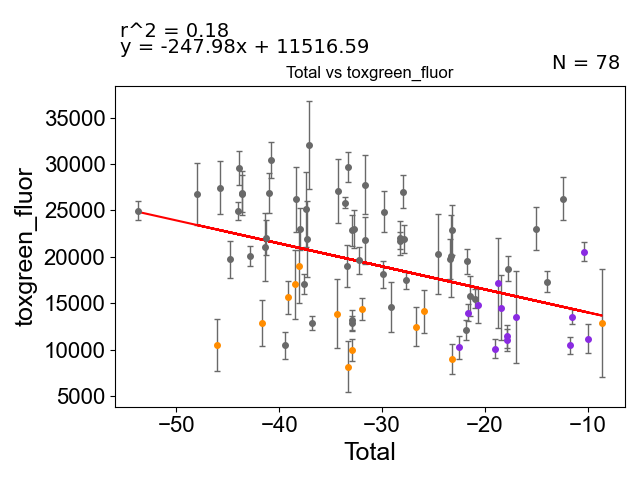 r^2 = 0.18
y = -247.98x + 11516.59
N = 78
Total vs toxgreen_fluor
35000
30000
25000
20000
15000
10000
5000
toxgreen_fluor
−50
−40
−30
−20
−10
Total